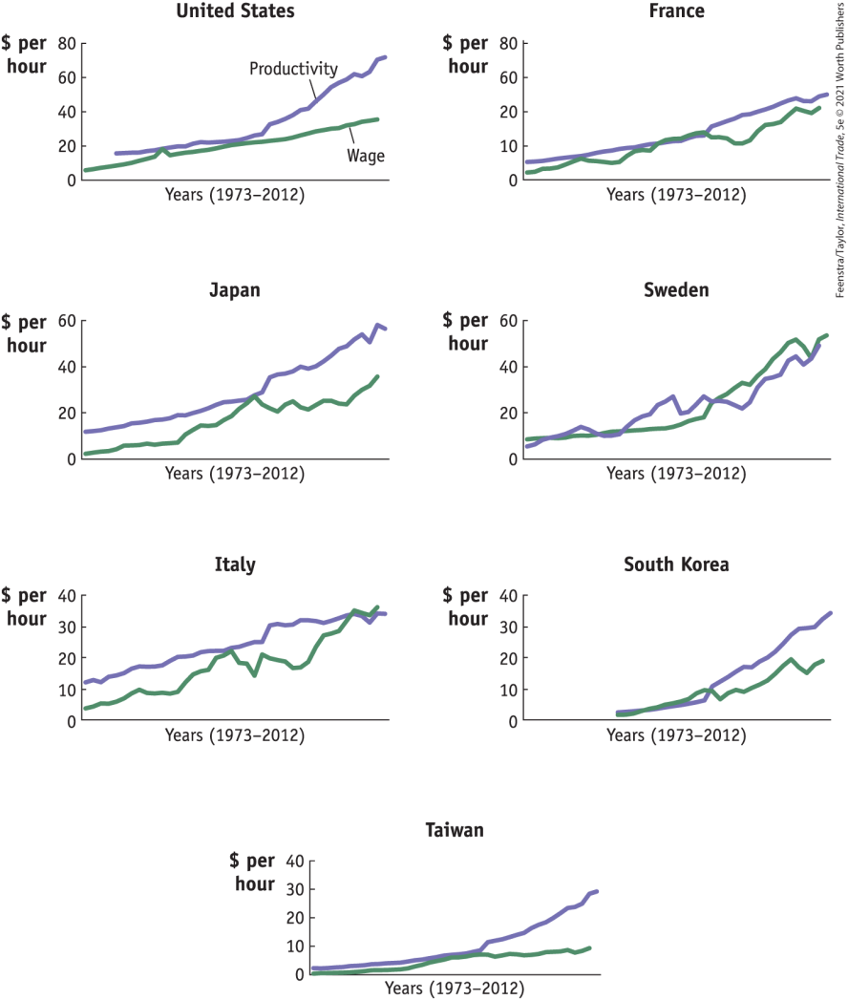 United States
$ per
hour
80
60
40
20
0
Productivity
Wage
Years (1973–2012)
France
$ per
hour
80
60
20
10
0
Years (1973–2012)
Feenstra/Taylor, International Trade, 5e © 2021 Worth Publishers
Japan
$ per
hour
60
40
20
0
Years (1973–2012)
Sweden
$ per
hour
60
40
20
0
Years (1973–2012)
Italy
$ per
hour
40
30
20
10
0
Years (1973–2012)
South Korea
$ per
hour
40
30
20
10
0
Years (1973–2012)
Taiwan
$ per
hour
40
30
20
10
0
Years (1973–2012)